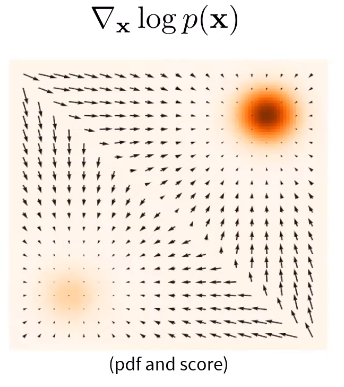 ∇ₓ log p(𝐱)
(pdf and score)